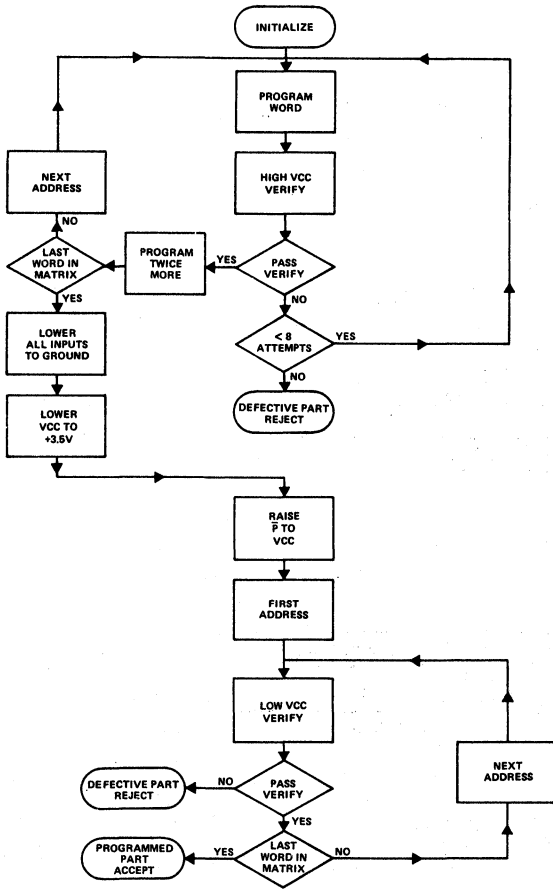 INITIALIZE
PROGRAM
WORD
HIGH VCC
VERIFY
PASS
VERIFY
YES
NO
PROGRAM
TWICE
MORE
LAST
WORD IN
MATRIX
NO
YES
NEXT
ADDRESS
< 8
ATTEMPTS
YES
NO
DEFECTIVE PART
REJECT
LOWER
ALL INPUTS
TO GROUND
LOWER
VCC TO
+3.5V
RAISE
P̅ TO
VCC
FIRST
ADDRESS
LOW VCC
VERIFY
PASS
VERIFY
NO
YES
DEFECTIVE PART
REJECT
LAST
WORD IN
MATRIX
YES
NO
PROGRAMMED
PART
ACCEPT
NEXT
ADDRESS